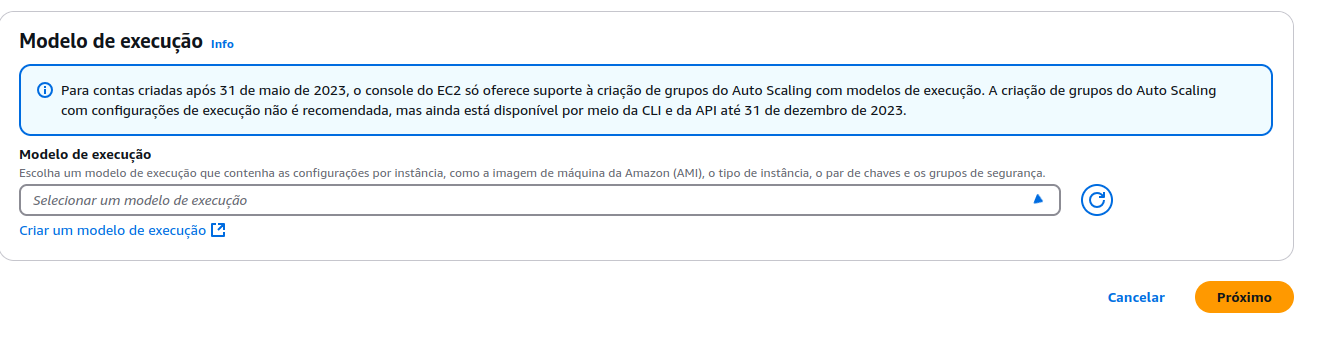 Modelo de execução Info
Para contas criadas após 31 de maio de 2023, o console do EC2 só oferece suporte à criação de grupos do Auto Scaling com modelos de execução. A criação de grupos do Auto Scaling
com configurações de execução não é recomendada, mas ainda está disponível por meio da CLI e da API até 31 de dezembro de 2023.
Modelo de execução
Escolha um modelo de execução que contenha as configurações por instância, como a imagem de máquina da Amazon (AMI), o tipo de instância, o par de chaves e os grupos de segurança.
Selecionar um modelo de execução
Criar um modelo de execução
Cancelar Próximo